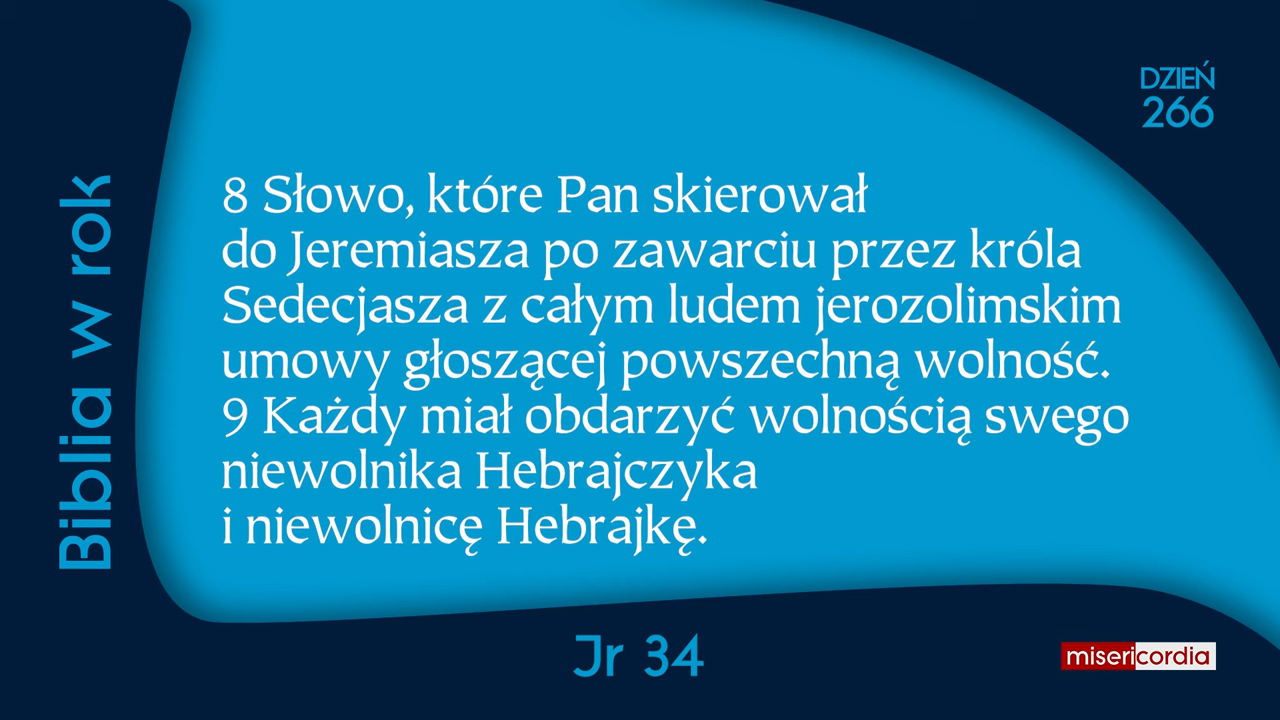 Biblia w rok
DZIEŃ
266
8 Słowo, które Pan skierował
do Jeremiasza po zawarciu przez króla
Sedecjasza z całym ludem jerozolimskim
umowy głoszącej powszechną wolność.
9 Każdy miał obdarzyć wolnością swego
niewolnika Hebrajczyka
i niewolnicę Hebrajkę.
Jr 34
misericordia